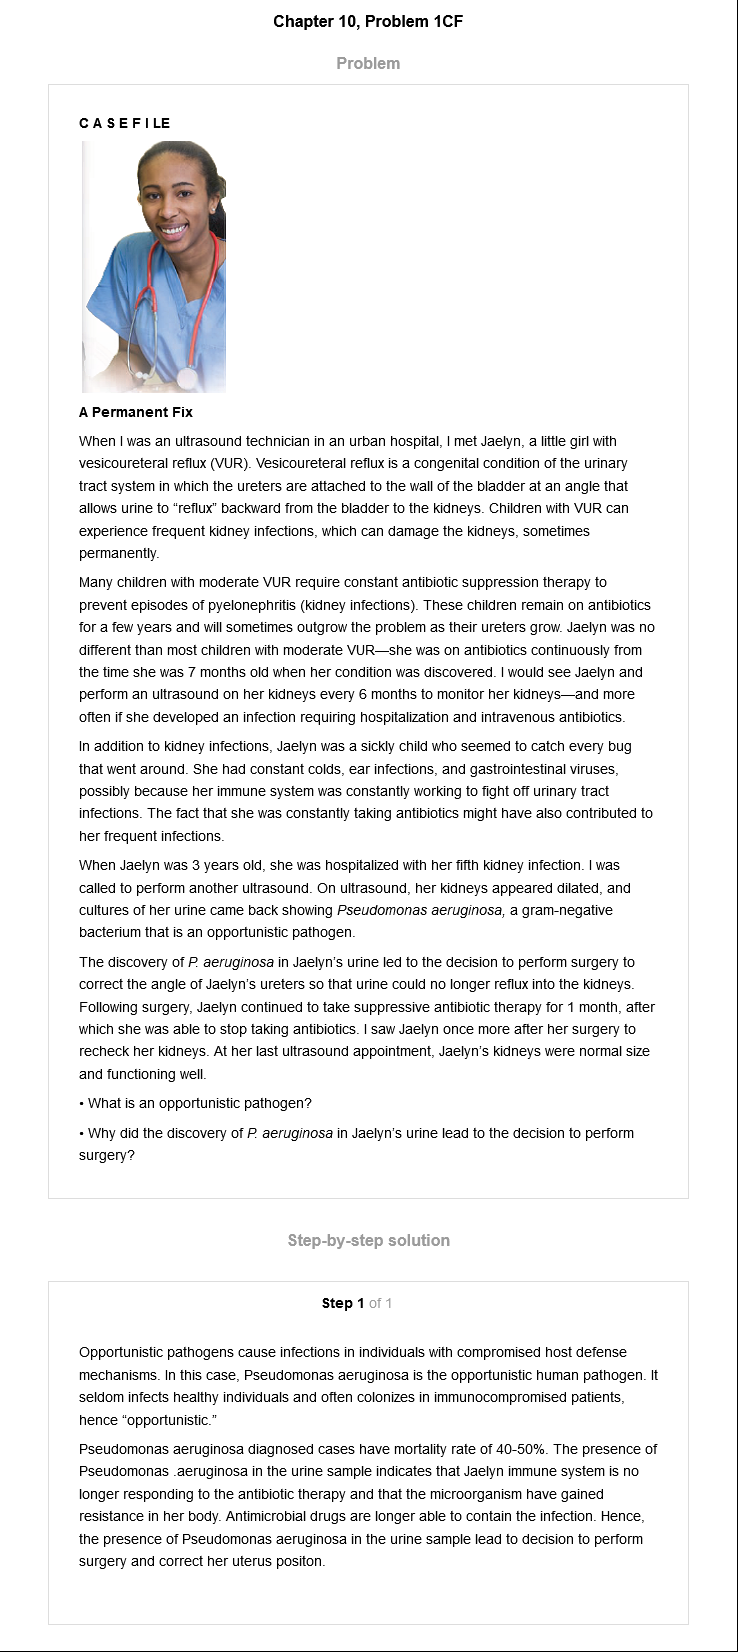 Chapter 10, Problem 1CF
Problem
C A S E F I LE
A Permanent Fix
When I was an ultrasound technician in an urban hospital, I met Jaelyn, a little girl with
vesicoureteral reflux (VUR). Vesicoureteral reflux is a congenital condition of the urinary
tract system in which the ureters are attached to the wall of the bladder at an angle that
allows urine to “reflux” backward from the bladder to the kidneys. Children with VUR can
experience frequent kidney infections, which can damage the kidneys, sometimes
permanently.
Many children with moderate VUR require constant antibiotic suppression therapy to
prevent episodes of pyelonephritis (kidney infections). These children remain on antibiotics
for a few years and will sometimes outgrow the problem as their ureters grow. Jaelyn was no
different than most children with moderate VUR—she was on antibiotics continuously from
the time she was 7 months old when her condition was discovered. I would see Jaelyn and
perform an ultrasound on her kidneys every 6 months to monitor her kidneys—and more
often if she developed an infection requiring hospitalization and intravenous antibiotics.
In addition to kidney infections, Jaelyn was a sickly child who seemed to catch every bug
that went around. She had constant colds, ear infections, and gastrointestinal viruses,
possibly because her immune system was constantly working to fight off urinary tract
infections. The fact that she was constantly taking antibiotics might have also contributed to
her frequent infections.
When Jaelyn was 3 years old, she was hospitalized with her fifth kidney infection. I was
called to perform another ultrasound. On ultrasound, her kidneys appeared dilated, and
cultures of her urine came back showing Pseudomonas aeruginosa, a gram-negative
bacterium that is an opportunistic pathogen.
The discovery of P. aeruginosa in Jaelyn’s urine led to the decision to perform surgery to
correct the angle of Jaelyn’s ureters so that urine could no longer reflux into the kidneys.
Following surgery, Jaelyn continued to take suppressive antibiotic therapy for 1 month, after
which she was able to stop taking antibiotics. I saw Jaelyn once more after her surgery to
recheck her kidneys. At her last ultrasound appointment, Jaelyn’s kidneys were normal size
and functioning well.
• What is an opportunistic pathogen?
• Why did the discovery of P. aeruginosa in Jaelyn’s urine lead to the decision to perform
surgery?
Step-by-step solution
Step 1 of 1
Opportunistic pathogens cause infections in individuals with compromised host defense
mechanisms. In this case, Pseudomonas aeruginosa is the opportunistic human pathogen. It
seldom infects healthy individuals and often colonizes in immunocompromised patients,
hence “opportunistic.”
Pseudomonas aeruginosa diagnosed cases have mortality rate of 40-50%. The presence of
Pseudomonas .aeruginosa in the urine sample indicates that Jaelyn immune system is no
longer responding to the antibiotic therapy and that the microorganism have gained
resistance in her body. Antimicrobial drugs are longer able to contain the infection. Hence,
the presence of Pseudomonas aeruginosa in the urine sample lead to decision to perform
surgery and correct her uterus positon.